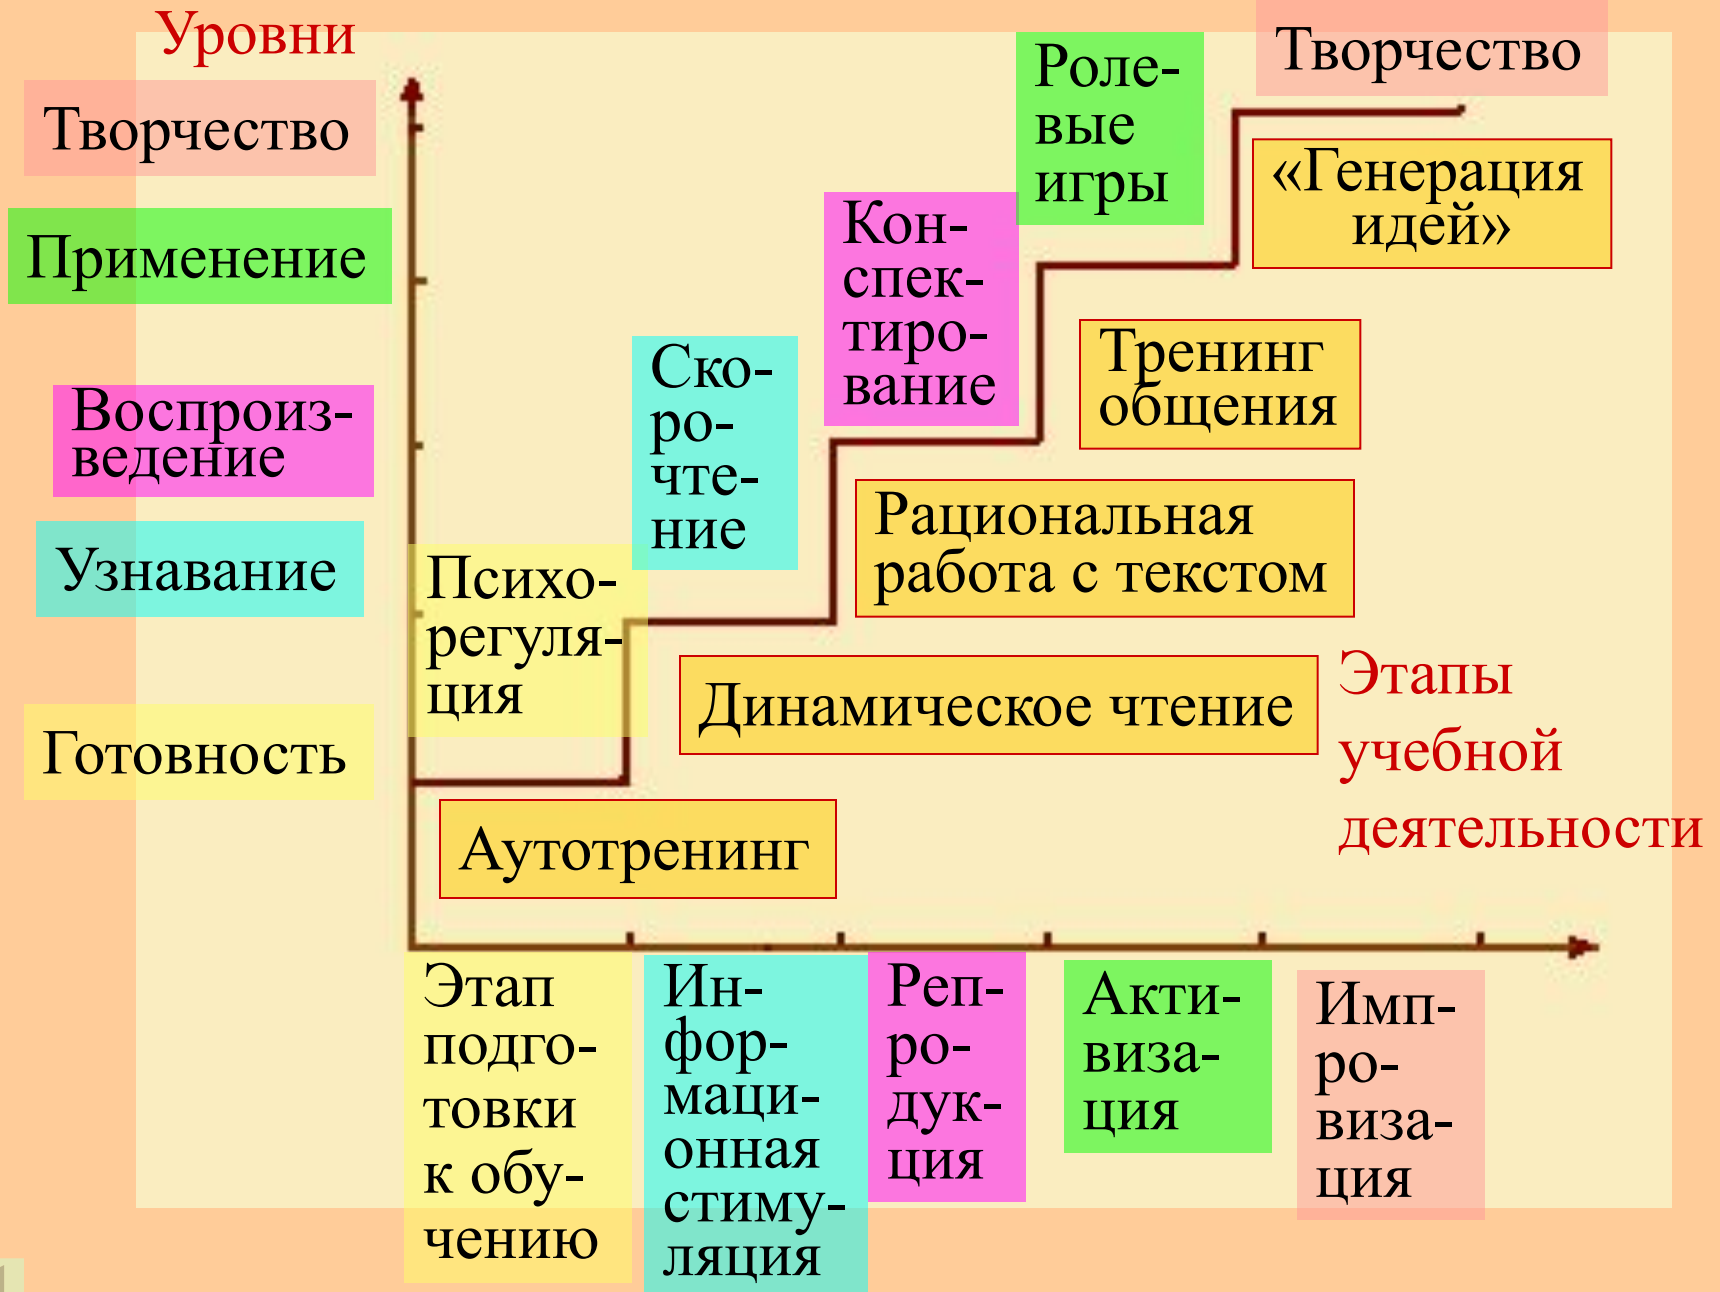 Уровни
Творчество
Применение
Воспроиз-
ведение
Узнавание
Готовность
Психо-
регуля-
ция
Ско-
ро-
чте-
ние
Кон-
спек-
тиро-
вание
Роле-
вые
игры
Творчество
«Генерация
идей»
Тренинг
общения
Рациональная
работа с текстом
Динамическое чтение
Аутотренинг
Этапы
учебной
деятельности
Этап
подго-
товки
к обу-
чению
Ин-
фор-
маци-
онная
стиму-
ляция
Реп-
ро-
дук-
ция
Акти-
виза-
ция
Имп-
ро-
виза-
ция